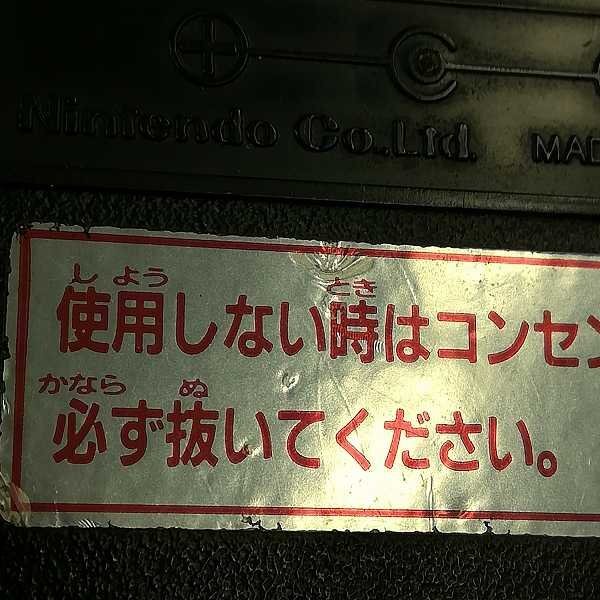 Nintendo Co.,Ltd. MAD
しよう とき
使用しない時はコンセン
かなら ぬ
必ず抜いてください。